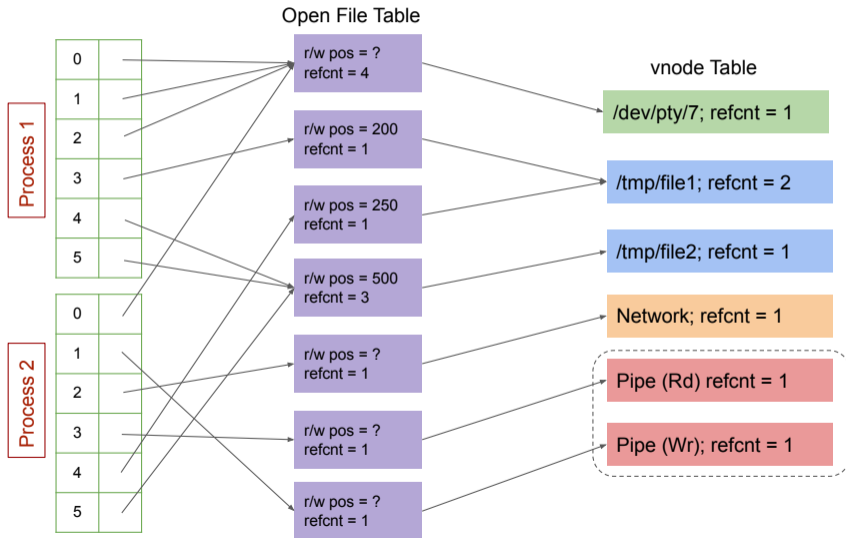 Open File Table
vnode Table
Process 1
0
1
2
3
4
5
Process 2
0
1
2
3
4
5
r/w pos = ?
refcnt = 4
r/w pos = 200
refcnt = 1
r/w pos = 250
refcnt = 1
r/w pos = 500
refcnt = 3
r/w pos = ?
refcnt = 1
r/w pos = ?
refcnt = 1
r/w pos = ?
refcnt = 1
/dev/pty/7; refcnt = 1
/tmp/file1; refcnt = 2
/tmp/file2; refcnt = 1
Network; refcnt = 1
Pipe (Rd) refcnt = 1
Pipe (Wr); refcnt = 1